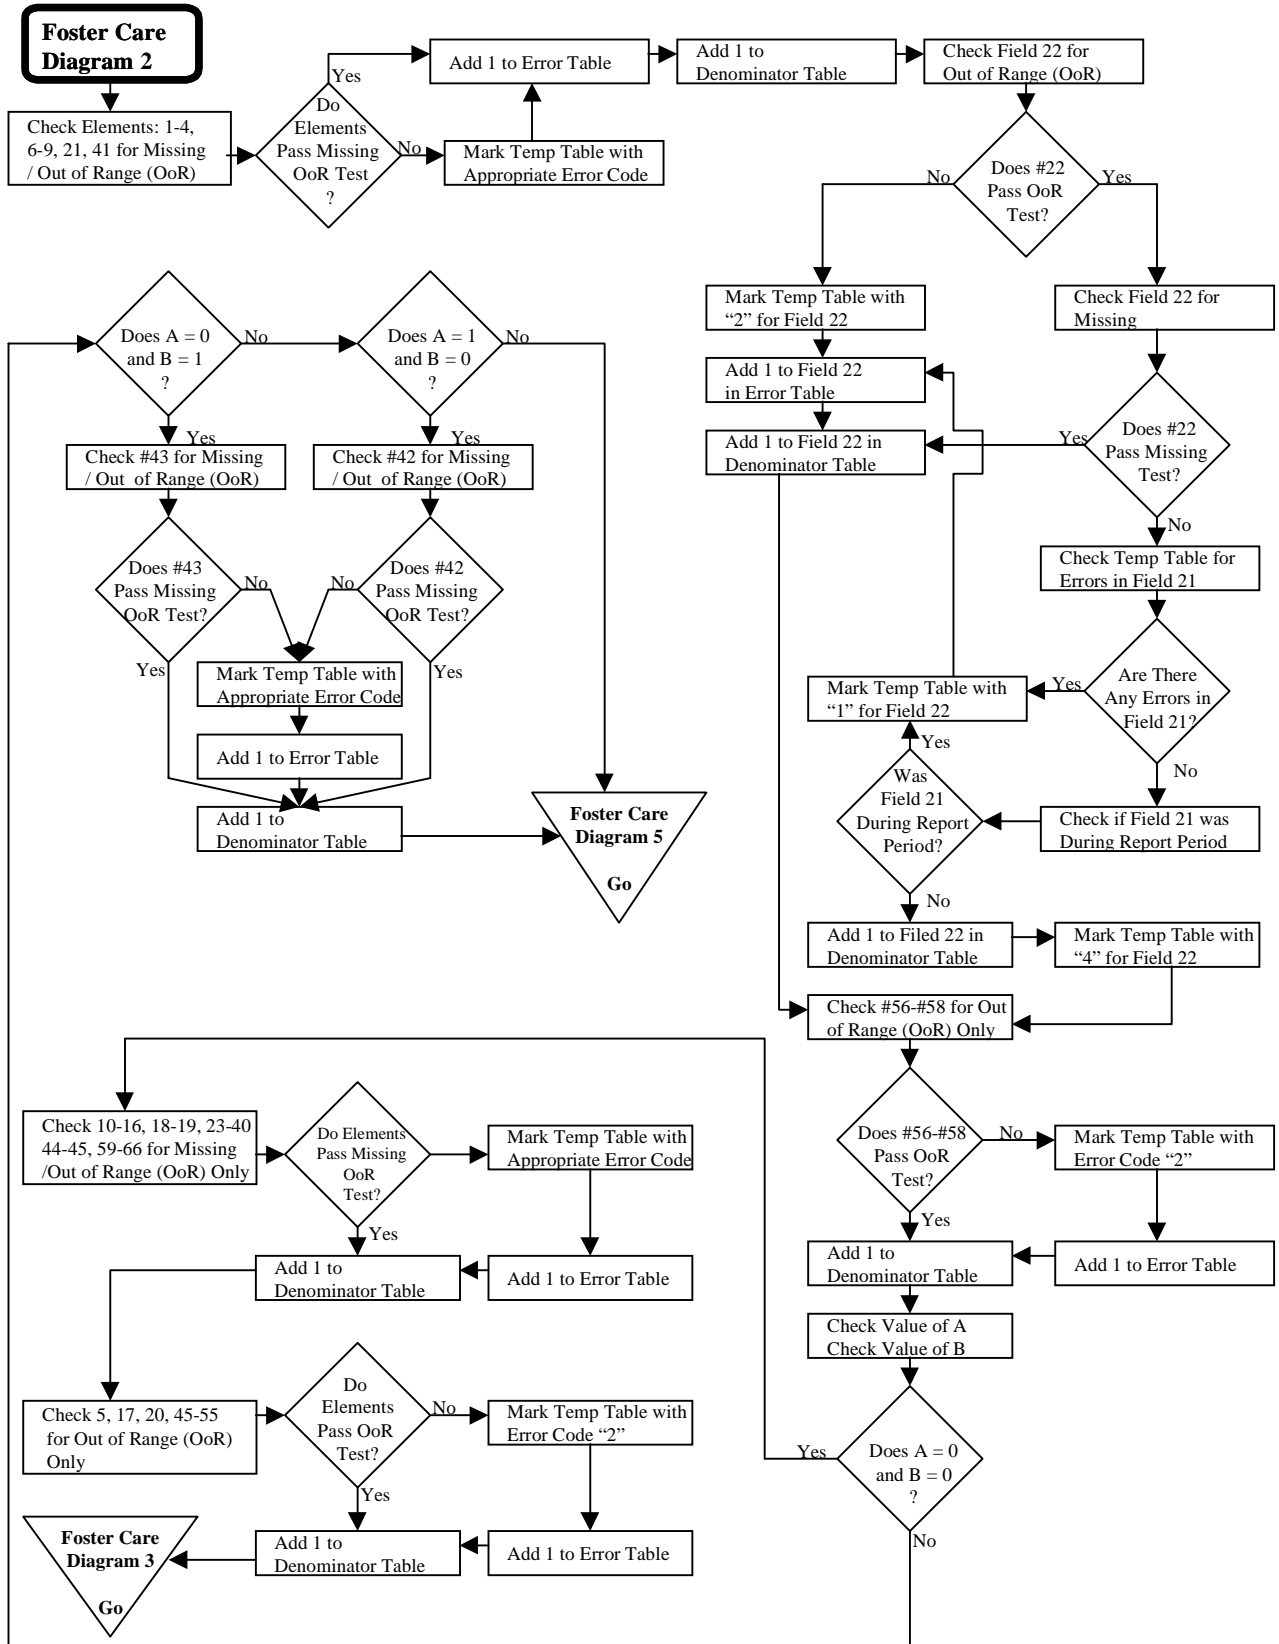 Foster Care
Diagram 2
Check Elements: 1-4,
6-9, 21, 41 for Missing
/ Out of Range (OoR)
Yes
Do
Elements
Pass Missing
OoR Test
?
No
Mark Temp Table with
Appropriate Error Code
Add 1 to Error Table
Add 1 to
Denominator Table
Check Field 22 for
Out of Range (OoR)
No
Does #22
Pass OoR
Test?
Yes
Mark Temp Table with
“2” for Field 22
Add 1 to Field 22
in Error Table
Add 1 to Field 22 in
Denominator Table
Check Field 22 for
Missing
Yes
Does #22
Pass Missing
Test?
No
Check Temp Table for
Errors in Field 21
Yes
Are There
Any Errors in
Field 21?
No
Mark Temp Table with
“1” for Field 22
Yes
Was
Field 21
During Report
Period?
Check if Field 21 was
During Report Period
No
Add 1 to Filed 22 in
Denominator Table
Mark Temp Table with
“4” for Field 22
Check #56-#58 for Out
of Range (OoR) Only
Does #56-#58
Pass OoR
Test?
No
Mark Temp Table with
Error Code “2”
Yes
Add 1 to
Denominator Table
Add 1 to Error Table
Check Value of A
Check Value of B
Yes
Does A = 0
and B = 0
?
No
Does A = 0
and B = 1
?
No
Does A = 1
and B = 0
?
No
Yes
Check #43 for Missing
/ Out of Range (OoR)
Yes
Check #42 for Missing
/ Out of Range (OoR)
Does #43
Pass Missing
OoR Test?
No
No
Does #42
Pass Missing
OoR Test?
Yes
Mark Temp Table with
Appropriate Error Code
Yes
Add 1 to Error Table
Add 1 to
Denominator Table
Foster Care
Diagram 5
Go
Check 10-16, 18-19, 23-40
44-45, 59-66 for Missing
/Out of Range (OoR) Only
Do Elements
Pass Missing
OoR
Test?
Mark Temp Table with
Appropriate Error Code
Yes
Add 1 to
Denominator Table
Add 1 to Error Table
Check 5, 17, 20, 45-55
for Out of Range (OoR)
Only
Do
Elements
Pass OoR
Test?
No
Mark Temp Table with
Error Code “2”
Yes
Add 1 to
Denominator Table
Add 1 to Error Table
Foster Care
Diagram 3
Go